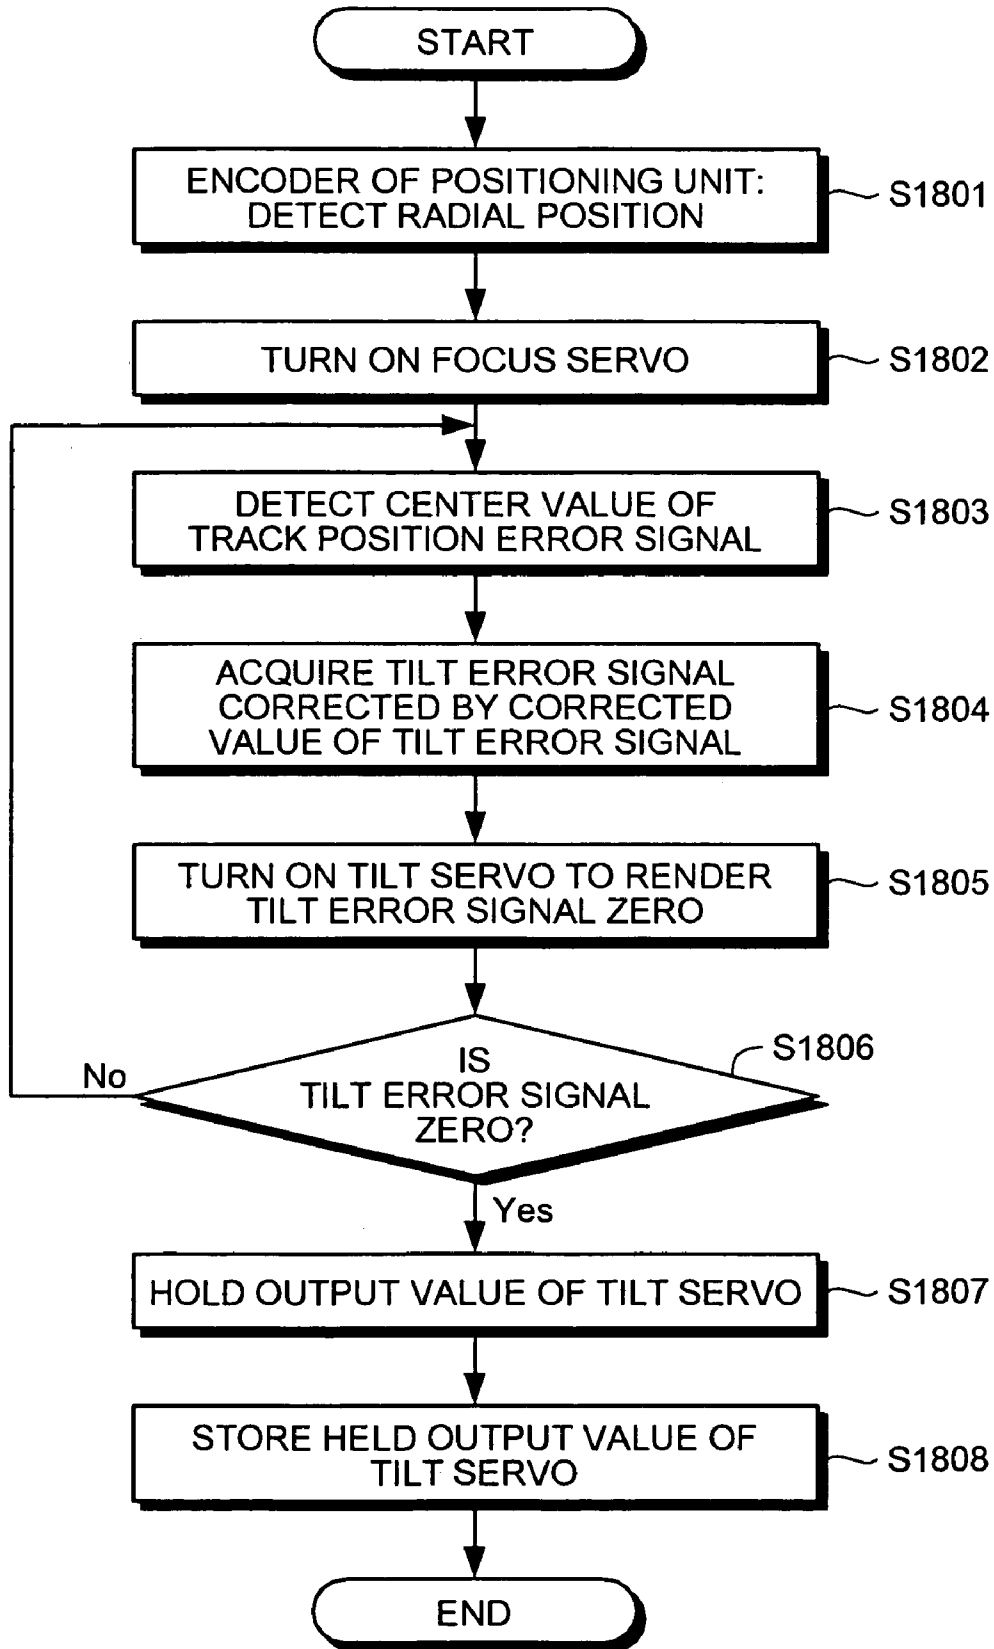 START
ENCODER OF POSITIONING UNIT:
DETECT RADIAL POSITION
S1801
TURN ON FOCUS SERVO
S1802
DETECT CENTER VALUE OF
TRACK POSITION ERROR SIGNAL
S1803
ACQUIRE TILT ERROR SIGNAL
CORRECTED BY CORRECTED
VALUE OF TILT ERROR SIGNAL
S1804
TURN ON TILT SERVO TO RENDER
TILT ERROR SIGNAL ZERO
S1805
IS
TILT ERROR SIGNAL
ZERO?
S1806
No
Yes
HOLD OUTPUT VALUE OF TILT SERVO
S1807
STORE HELD OUTPUT VALUE OF
TILT SERVO
S1808
END